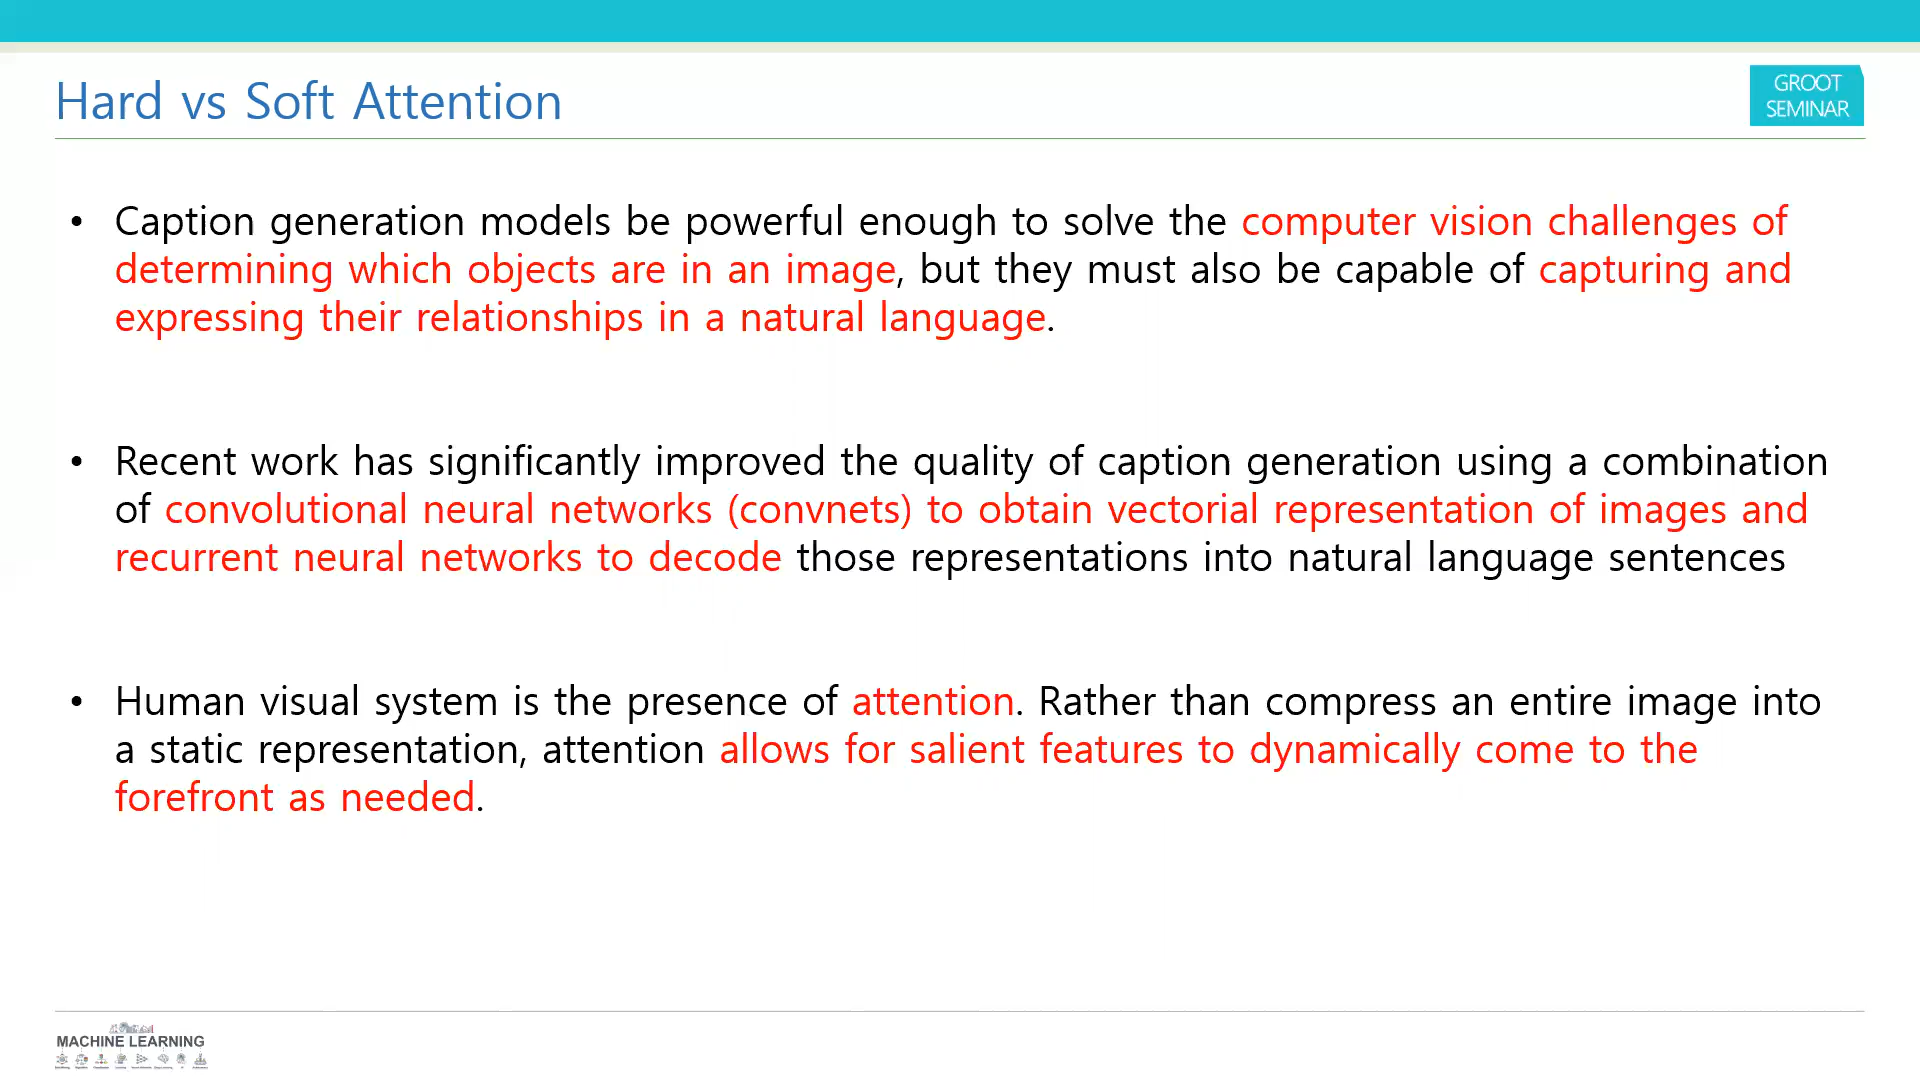 Hard vs Soft Attention
GROOT
SEMINAR
• Caption generation models be powerful enough to solve the computer vision challenges of
determining which objects are in an image, but they must also be capable of capturing and
expressing their relationships in a natural language.
• Recent work has significantly improved the quality of caption generation using a combination
of convolutional neural networks (convnets) to obtain vectorial representation of images and
recurrent neural networks to decode those representations into natural language sentences
• Human visual system is the presence of attention. Rather than compress an entire image into
a static representation, attention allows for salient features to dynamically come to the
forefront as needed.
MACHINE LEARNING